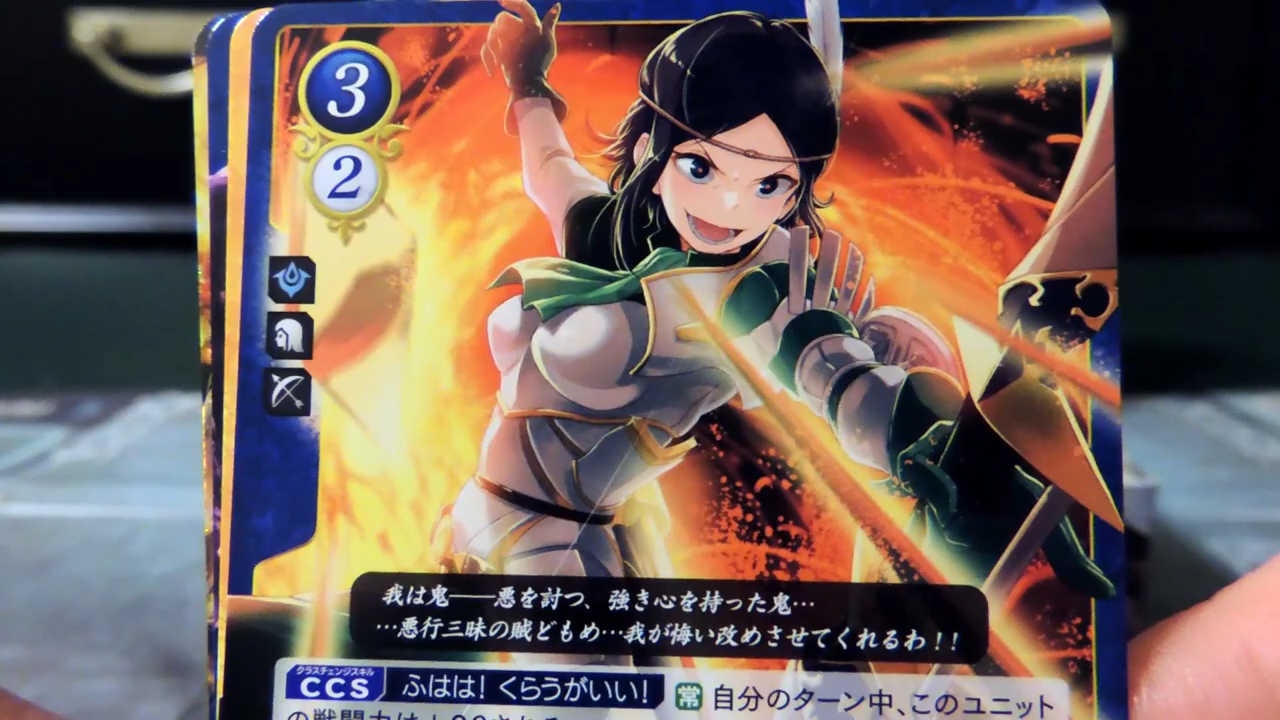 3
2
我は鬼――悪を討つ、強き心を持った鬼…
…悪行三昧の賊どもめ…我が悔い改めさせてくれるわ！！
クラスチェンジスキル
CCS ふはは！くらうがいい！ 常 自分のターン中、このユニット